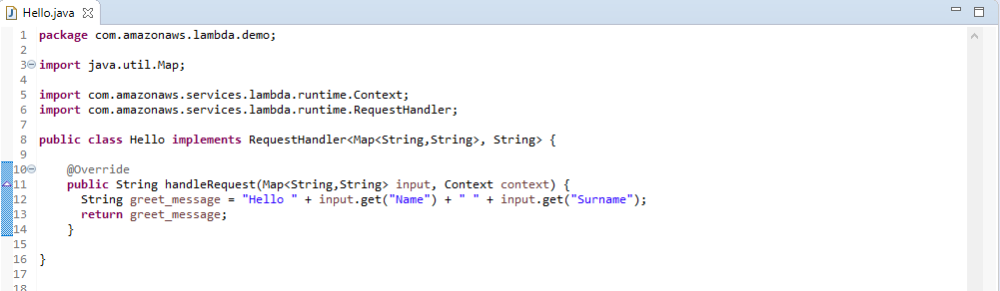 Hello.java
1 package com.amazonaws.lambda.demo;
2
3 import java.util.Map;
4
5 import com.amazonaws.services.lambda.runtime.Context;
6 import com.amazonaws.services.lambda.runtime.RequestHandler;
7
8 public class Hello implements RequestHandler<Map<String,String>, String> {
9
10 @Override
11 public String handleRequest(Map<String,String> input, Context context) {
12 String greet_message = "Hello " + input.get("Name") + " " + input.get("Surname");
13 return greet_message;
14 }
15
16 }
17
18